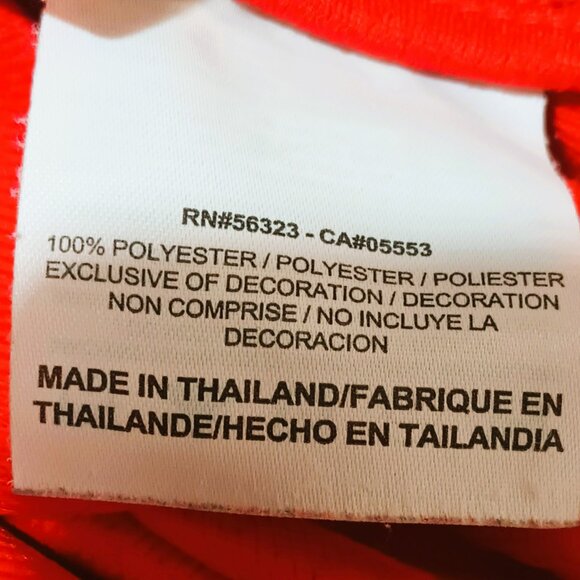 RN#56323 - CA#05553
100% POLYESTER / POLYESTER / POLIESTER
EXCLUSIVE OF DECORATION / DECORATION
NON COMPRISE / NO INCLUYE LA
DECORACION
MADE IN THAILAND/FABRIQUE EN
THAILANDE/HECHO EN TAILANDIA